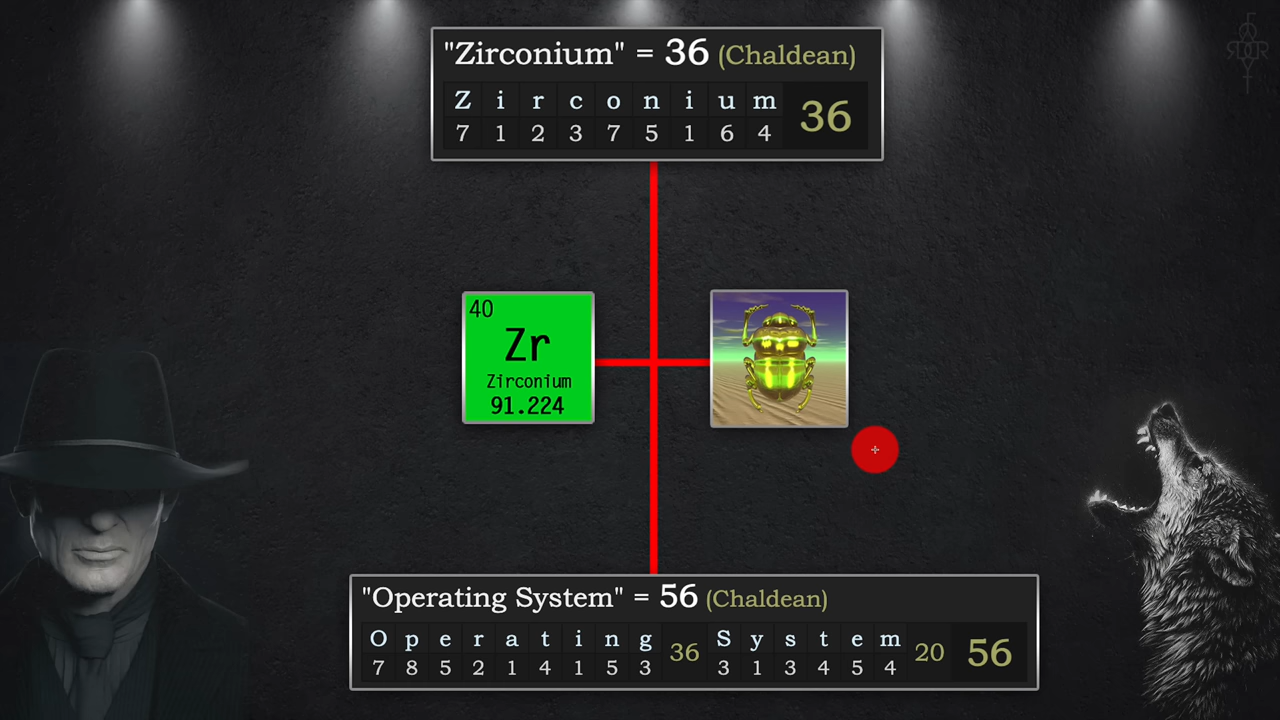 "Zirconium" = 36 (Chaldean)
Z i r c o n i u m 36
7 1 2 3 7 5 1 6 4
40
Zr
Zirconium
91.224
"Operating System" = 56 (Chaldean)
O p e r a t i n g 36 S y s t e m 20 56
7 8 5 2 1 4 1 5 3 3 1 3 4 5 4